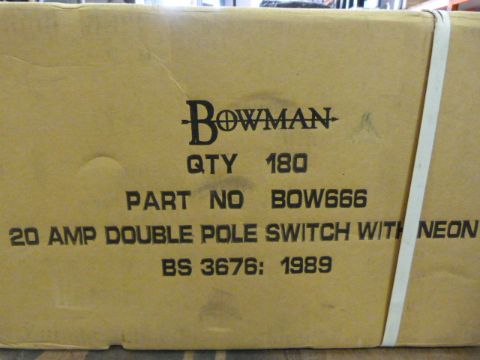 BOWMAN
QTY 180
PART NO BOW666
20 AMP DOUBLE POLE SWITCH WITH NEON
BS 3676: 1989